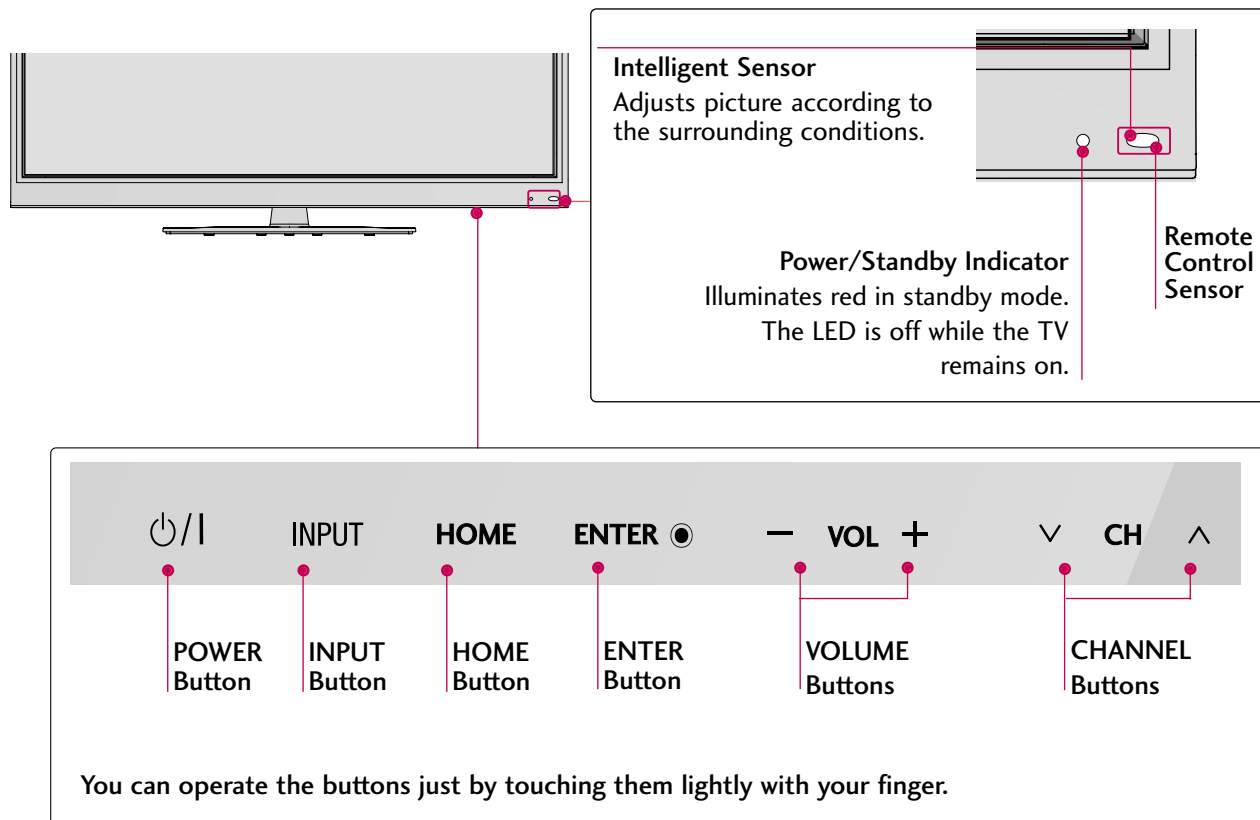 Intelligent Sensor
Adjusts picture according to
the surrounding conditions.
Power/Standby Indicator
Illuminates red in standby mode.
The LED is off while the TV
remains on.
Remote
Control
Sensor
⏻/I INPUT HOME ENTER ◉ − VOL + ∨ CH ∧
POWER
Button
INPUT
Button
HOME
Button
ENTER
Button
VOLUME
Buttons
CHANNEL
Buttons
You can operate the buttons just by touching them lightly with your finger.